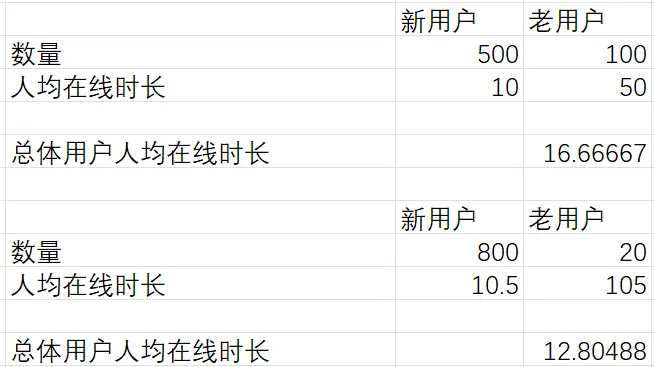 新用户 老用户
数量 500 100
人均在线时长 10 50
总体用户人均在线时长 16.66667
新用户 老用户
数量 800 20
人均在线时长 10.5 105
总体用户人均在线时长 12.80488